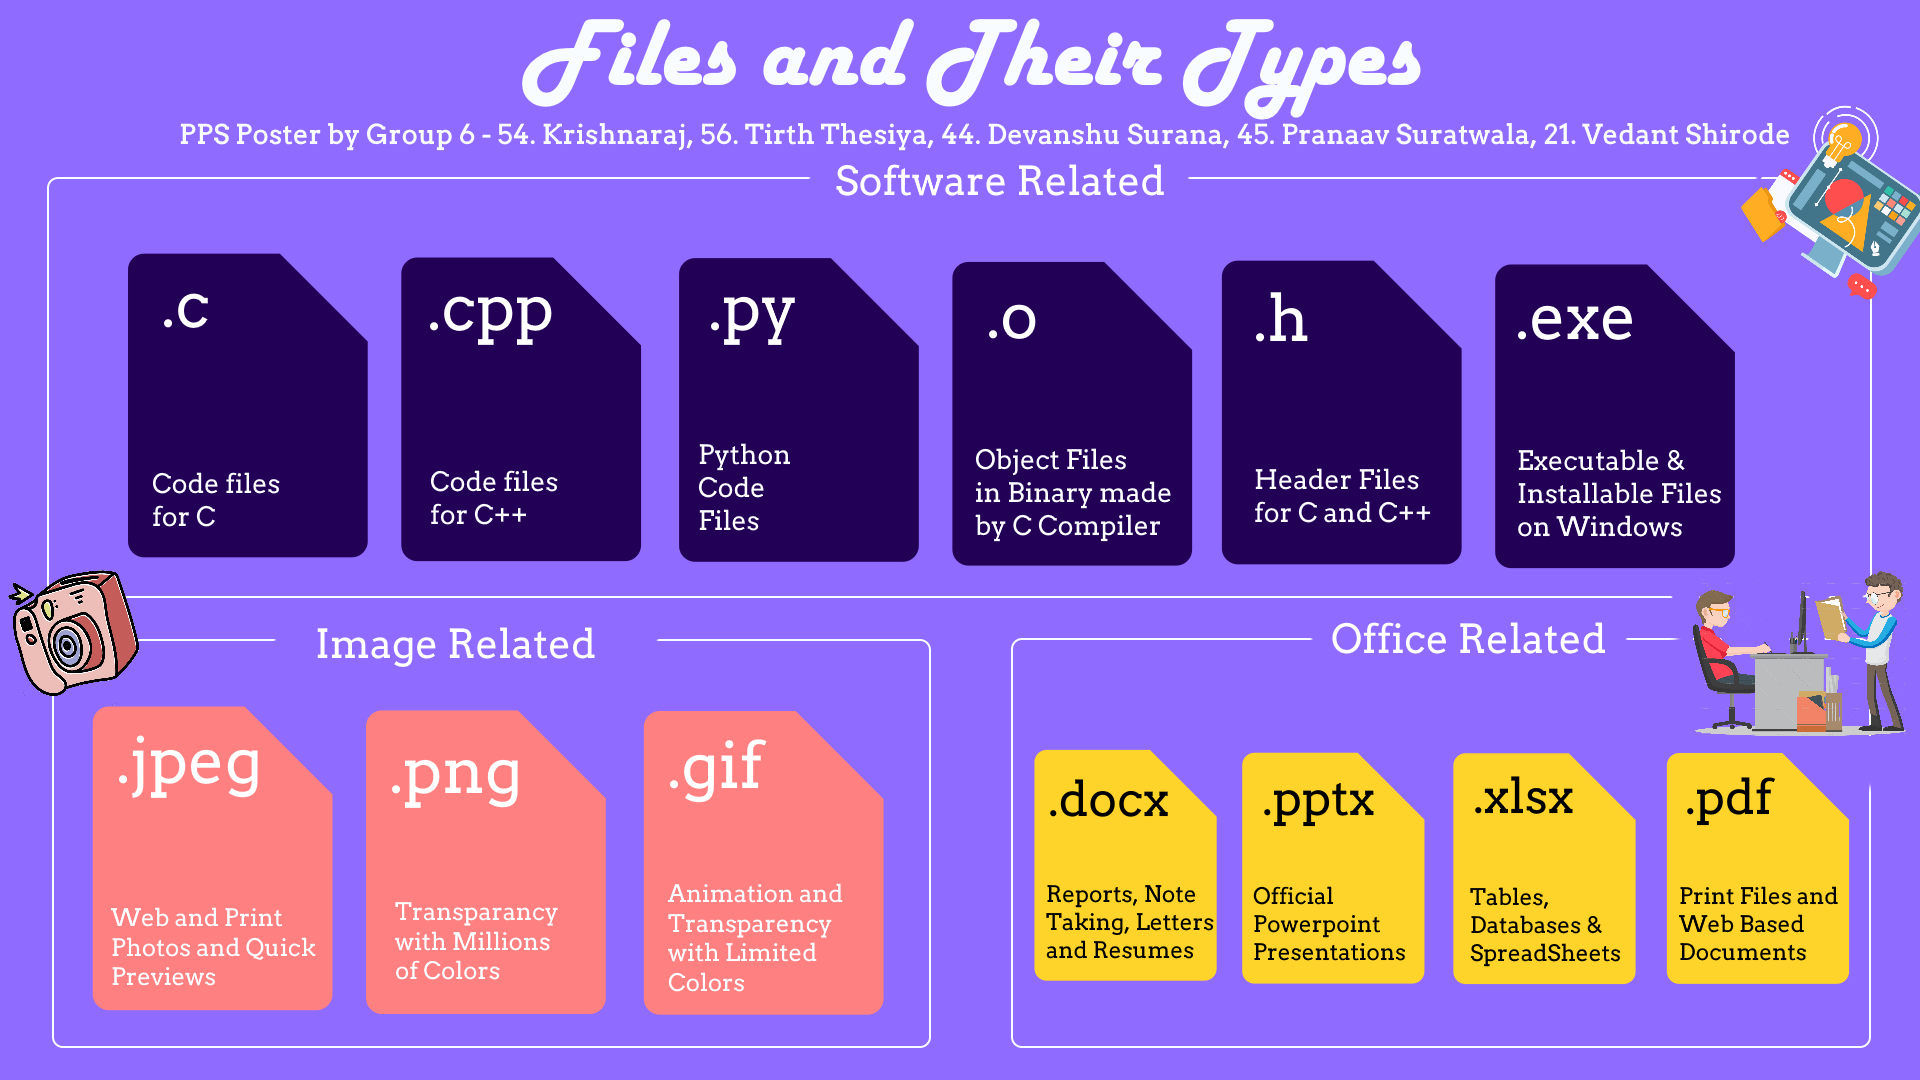 Files and Their Types
PPS Poster by Group 6 - 54. Krishnaraj, 56. Tirth Thesiya, 44. Devanshu Surana, 45. Pranaav Suratwala, 21. Vedant Shirode
Software Related
.c
Code files
for C
.cpp
Code files
for C++
.py
Python
Code
Files
.o
Object Files
in Binary made
by C Compiler
.h
Header Files
for C and C++
.exe
Executable &
Installable Files
on Windows
Image Related
.jpeg
Web and Print
Photos and Quick
Previews
.png
Transparancy
with Millions
of Colors
.gif
Animation and
Transparency
with Limited
Colors
Office Related
.docx
Reports, Note
Taking, Letters
and Resumes
.pptx
Official
Powerpoint
Presentations
.xlsx
Tables,
Databases &
SpreadSheets
.pdf
Print Files and
Web Based
Documents